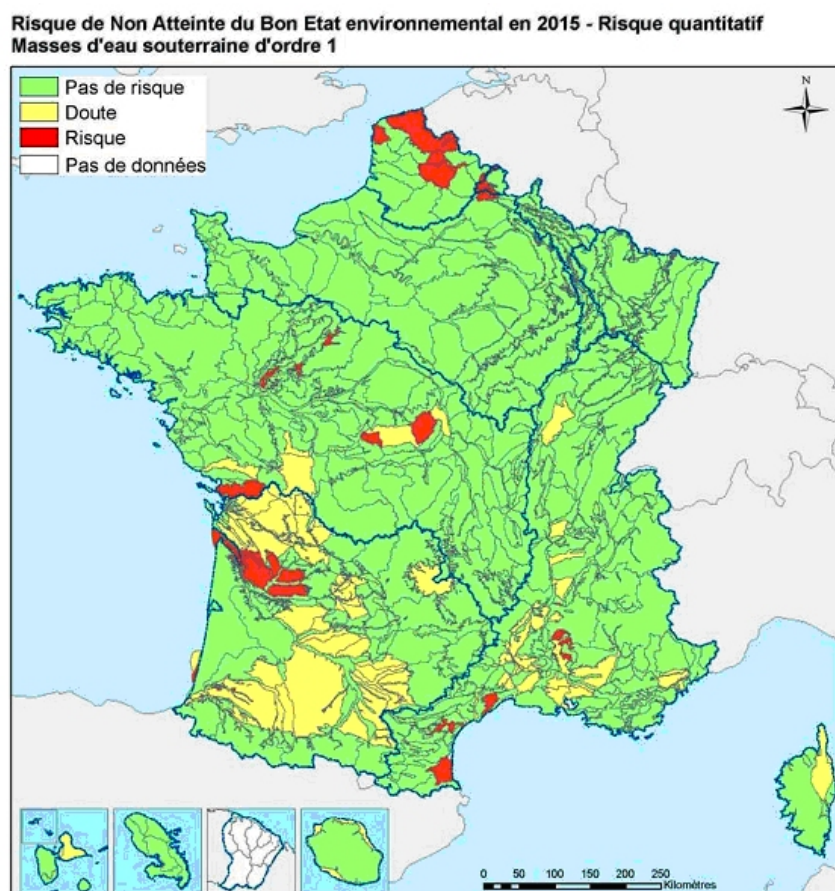 Risque de Non Atteinte du Bon Etat environnemental en 2015 - Risque quantitatif
Masses d'eau souterraine d'ordre 1
Pas de risque
Doute
Risque
Pas de données
N
0 50 100 150 200 250
Kilomètres